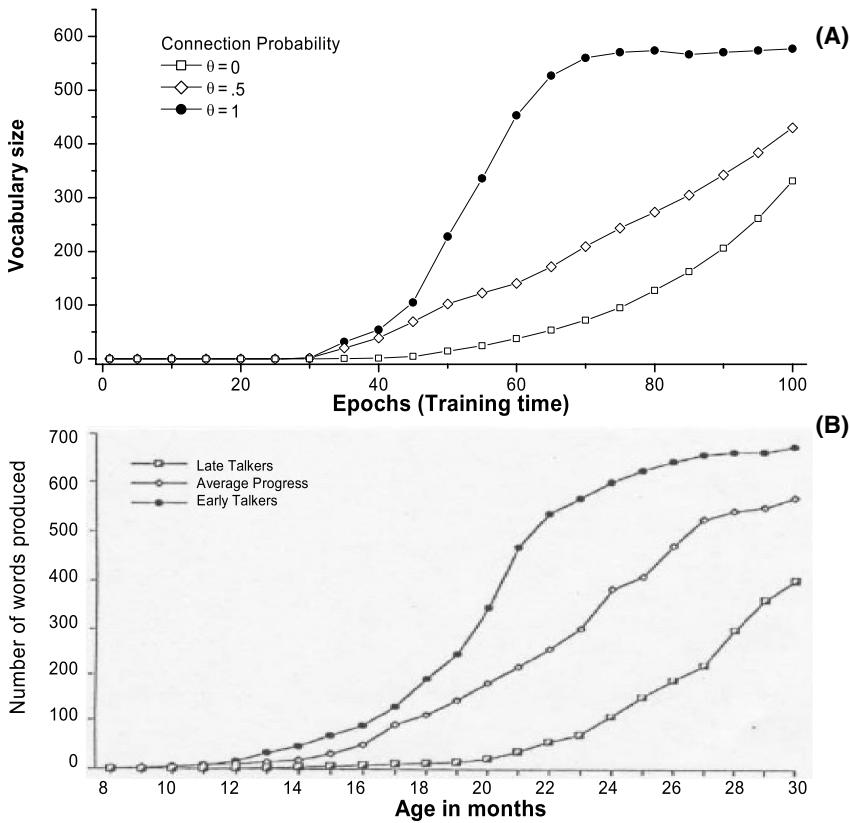 (A)
Connection Probability
θ = 0
θ = .5
θ = 1
Vocabulary size
600
500
400
300
200
100
0
0 20 40 60 80 100
Epochs (Training time)
(B)
Late Talkers
Average Progress
Early Talkers
Number of words produced
700
600
500
400
300
200
100
0
8 10 12 14 16 18 20 22 24 26 28 30
Age in months